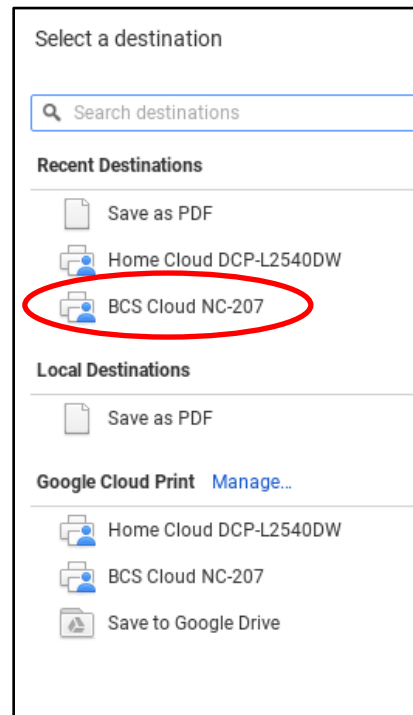 Select a destination
Search destinations
Recent Destinations
Save as PDF
Home Cloud DCP-L2540DW
BCS Cloud NC-207
Local Destinations
Save as PDF
Google Cloud Print Manage...
Home Cloud DCP-L2540DW
BCS Cloud NC-207
Save to Google Drive